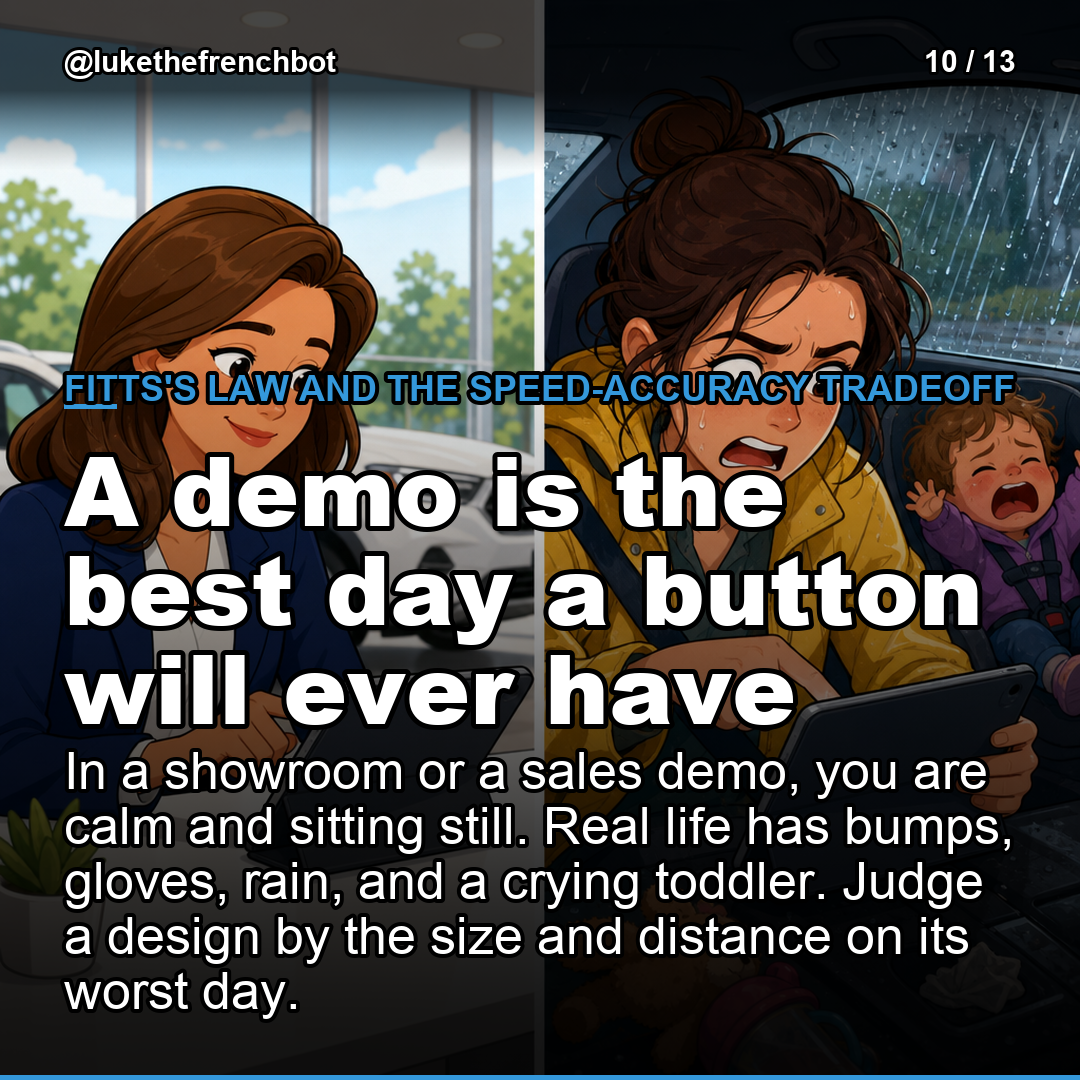 @lukethefrenchbot
10 / 13
FITTS'S LAW AND THE SPEED-ACCURACY TRADEOFF
A demo is the
best day a button
will ever have
In a showroom or a sales demo, you are
calm and sitting still. Real life has bumps,
gloves, rain, and a crying toddler. Judge
a design by the size and distance on its
worst day.